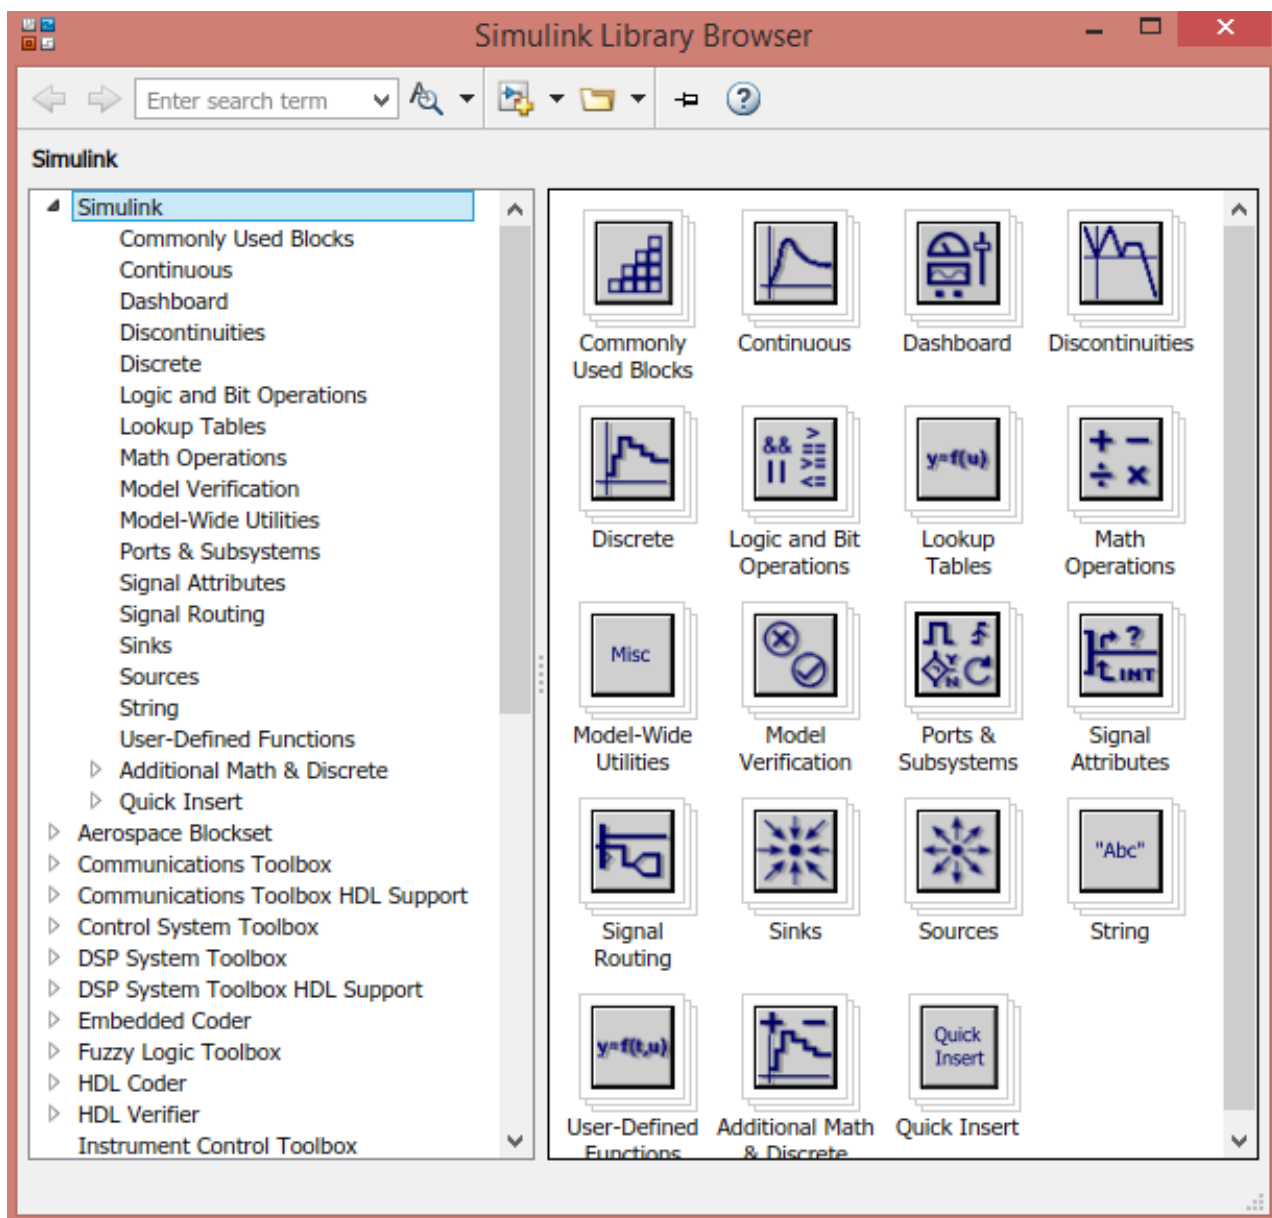 Simulink Library Browser
Enter search term
Simulink
Simulink
Commonly Used Blocks
Continuous
Dashboard
Discontinuities
Discrete
Logic and Bit Operations
Lookup Tables
Math Operations
Model Verification
Model-Wide Utilities
Ports & Subsystems
Signal Attributes
Signal Routing
Sinks
Sources
String
User-Defined Functions
Additional Math & Discrete
Quick Insert
Aerospace Blockset
Communications Toolbox
Communications Toolbox HDL Support
Control System Toolbox
DSP System Toolbox
DSP System Toolbox HDL Support
Embedded Coder
Fuzzy Logic Toolbox
HDL Coder
HDL Verifier
Instrument Control Toolbox
Commonly
Used Blocks
Continuous
Dashboard
Discontinuities
&& >
==
|| >=
<=
y=f(u)
+ −
÷ ×
Discrete
Logic and Bit
Operations
Lookup
Tables
Math
Operations
Misc
Y
N
?
INT
Model-Wide
Utilities
Model
Verification
Ports &
Subsystems
Signal
Attributes
"Abc"
Signal
Routing
Sinks
Sources
String
y=f(t,u)
+ −
Quick
Insert
User-Defined
Functions
Additional Math
& Discrete
Quick Insert